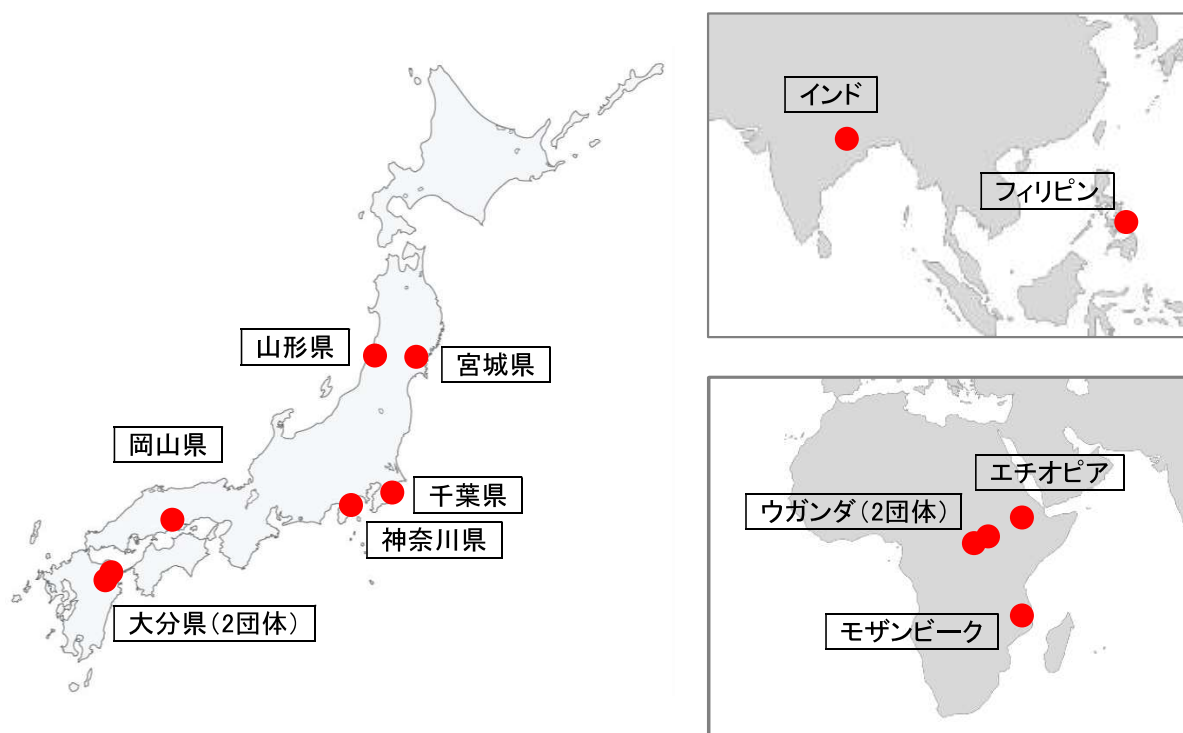 山形県
宮城県
岡山県
千葉県
神奈川県
大分県(2団体)
インド
フィリピン
エチオピア
ウガンダ(2団体)
モザンビーク